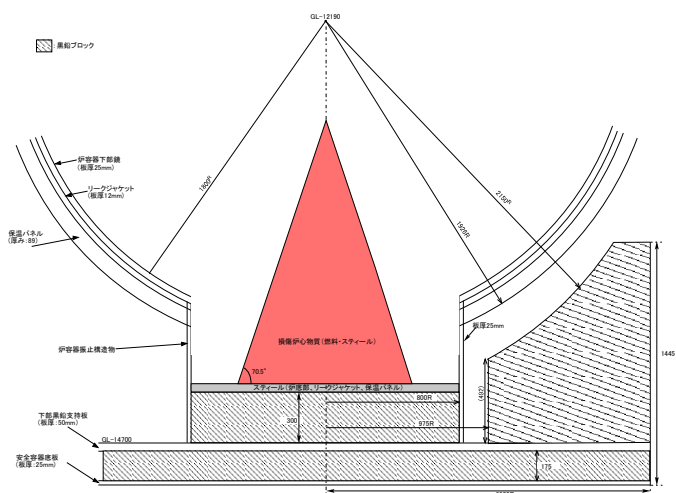 GL-12190
:黒鉛ブロック
炉容器下部鏡
(板厚25mm)
リークジャケット
(板厚12mm)
保温パネル
(厚み:89)
1800R
1928R
2150R
炉容器振止構造物
板厚25mm
損傷炉心物質(燃料・スティール)
70.5°
スティール(炉底部、リークジャケット、保温パネル)
1445
(402)
300
800R
975R
下部黒鉛支持板
(板厚:50mm)
GL-14700
安全容器底板
(板厚:25mm)
175